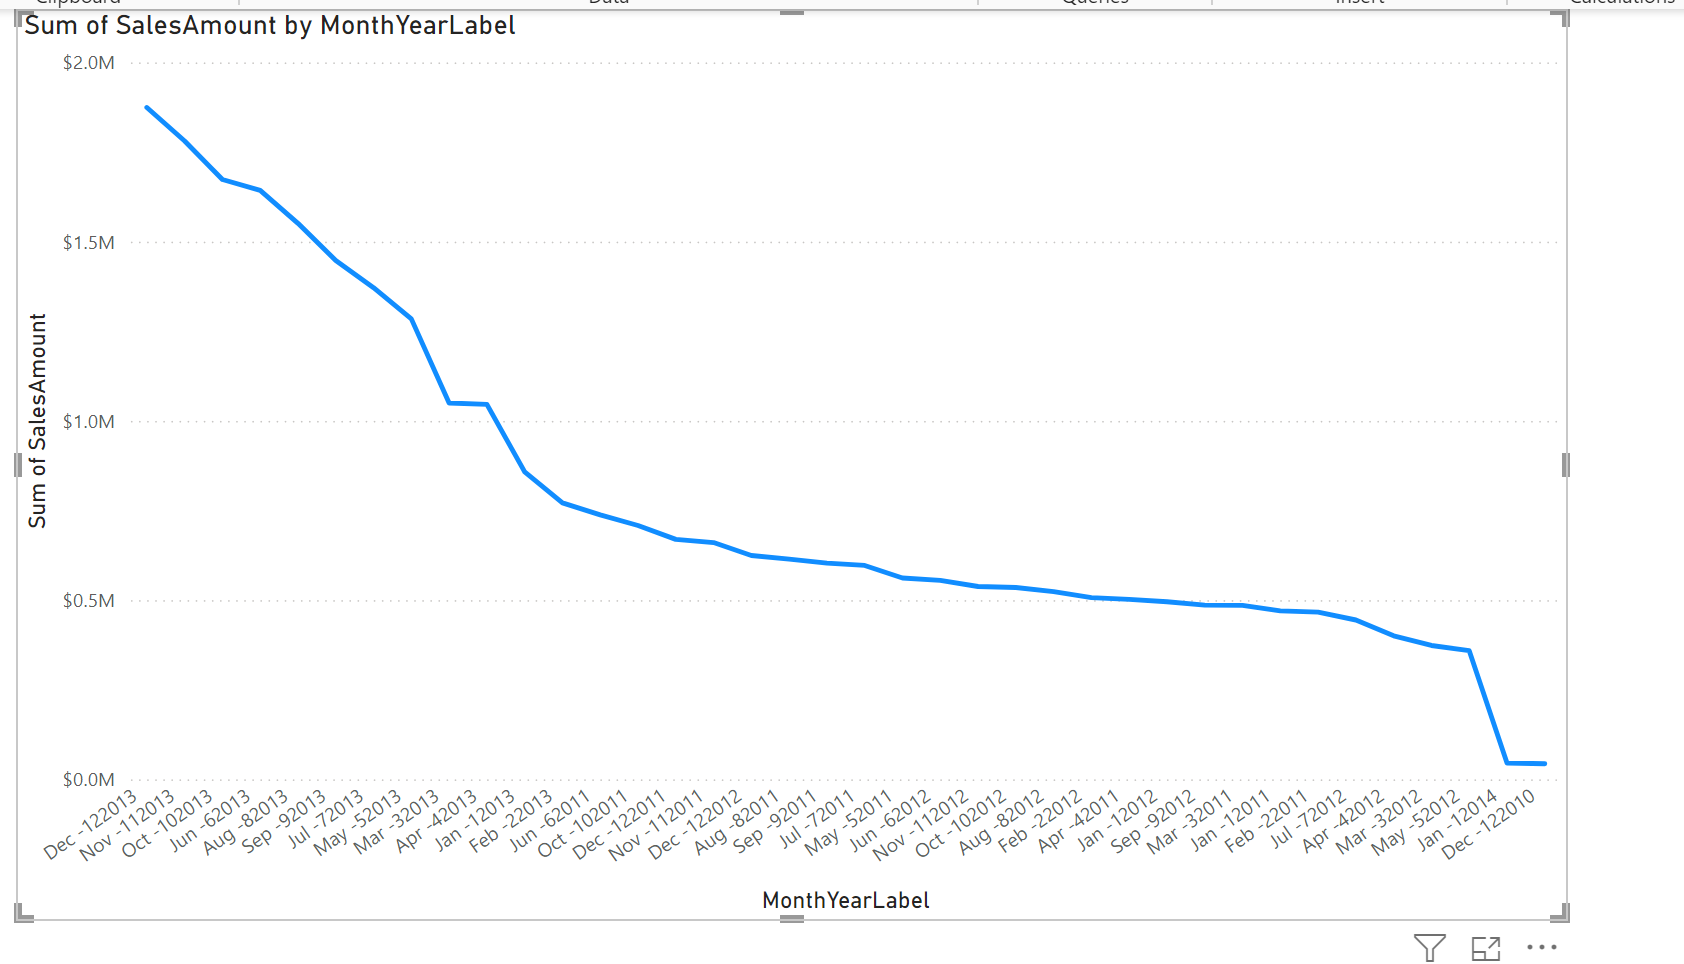 Clipboard Data Queries Insert Calculations
Sum of SalesAmount by MonthYearLabel
$2.0M
$1.5M
$1.0M
$0.5M
$0.0M
Sum of SalesAmount
Dec -122013
Nov -112013
Oct -102013
Jun -62013
Aug -82013
Sep -92013
Jul -72013
May -52013
Mar -32013
Apr -42013
Jan -12013
Feb -22013
Jun -62011
Oct -102011
Dec -122011
Nov -112011
Dec -122012
Aug -82011
Sep -92011
Jul -72011
May -52011
Jun -62012
Nov -112012
Oct -102012
Aug -82012
Feb -22012
Apr -42011
Jan -12012
Sep -92012
Mar -32011
Jan -12011
Feb -22011
Jul -72012
Apr -42012
Mar -32012
May -52012
Jan -12014
Dec -122010
MonthYearLabel